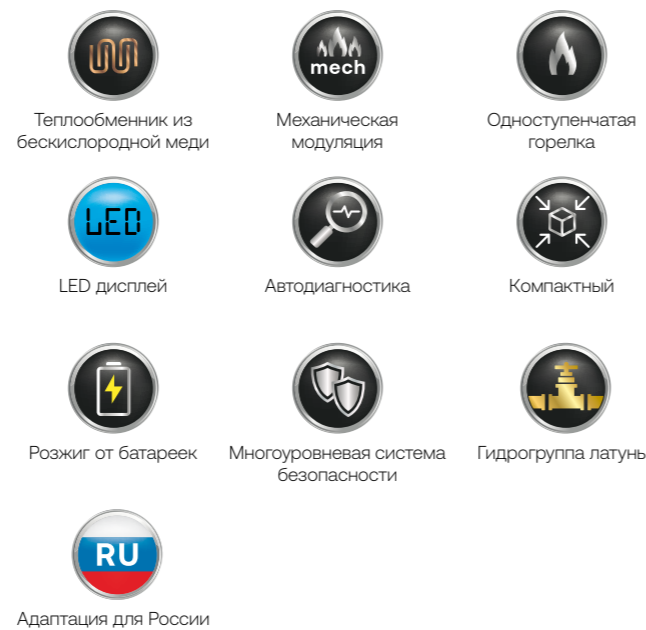 mech
Теплообменник из
бескислородной меди
Механическая
модуляция
Одноступенчатая
горелка
LED
LED дисплей
Автодиагностика
Компактный
Розжиг от батареек
Многоуровневая система
безопасности
Гидрогруппа латунь
RU
Адаптация для России